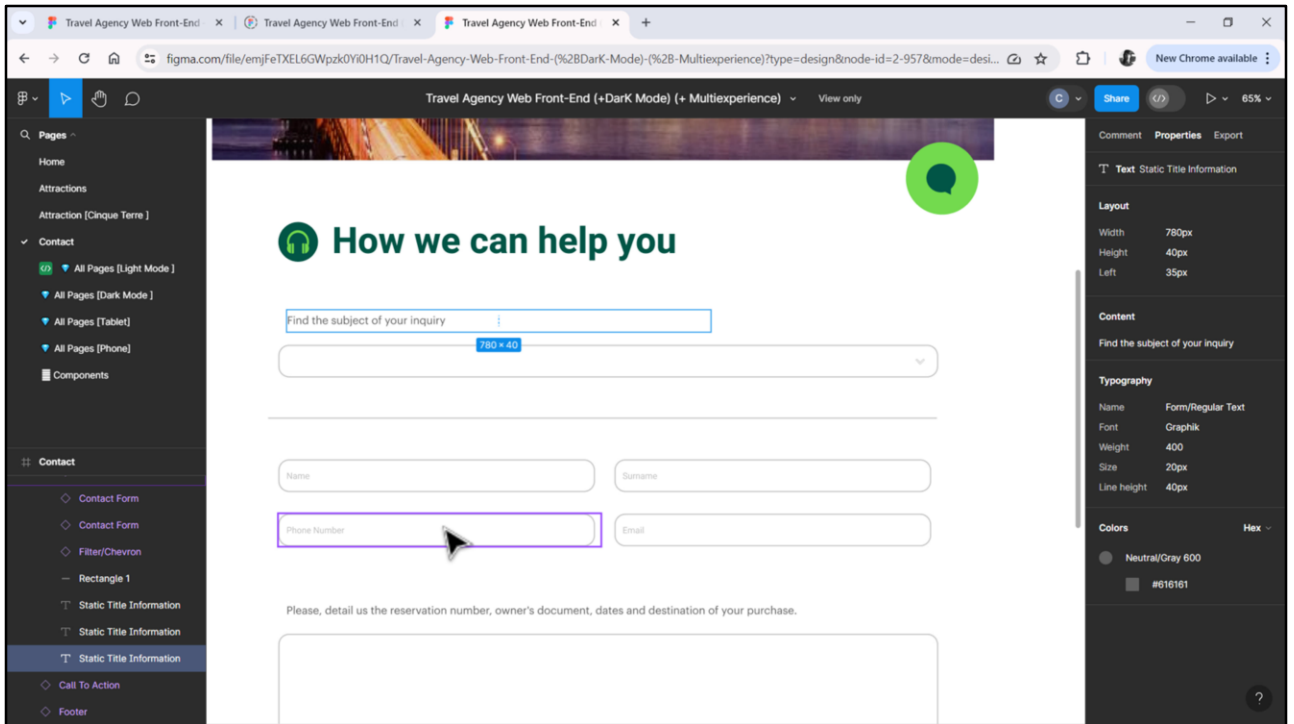 Travel Agency Web Front-End
Travel Agency Web Front-End
Travel Agency Web Front-End
figma.com/file/emjFeTXEL6GWpzk0Yi0H1Q/Travel-Agency-Web-Front-End-(%2BDarK-Mode)-(%2B-Multiexperience)?type=design&node-id=2-957&mode=desi...
New Chrome available
Travel Agency Web Front-End (+DarK Mode) (+ Multiexperience)
View only
C
Share
65%
Pages
Home
Attractions
Attraction [Cinque Terre ]
Contact
All Pages [Light Mode ]
All Pages [Dark Mode ]
All Pages [Tablet]
All Pages [Phone]
Components
Contact
Contact Form
Contact Form
Filter/Chevron
Rectangle 1
Static Title Information
Static Title Information
Static Title Information
Call To Action
Footer
How we can help you
Find the subject of your inquiry
780 × 40
Name
Surname
Phone Number
Email
Please, detail us the reservation number, owner's document, dates and destination of your purchase.
Comment Properties Export
T Text Static Title Information
Layout
Width 780px
Height 40px
Left 35px
Content
Find the subject of your inquiry
Typography
Name Form/Regular Text
Font Graphik
Weight 400
Size 20px
Line height 40px
Colors Hex
Neutral/Gray 600
#616161
?